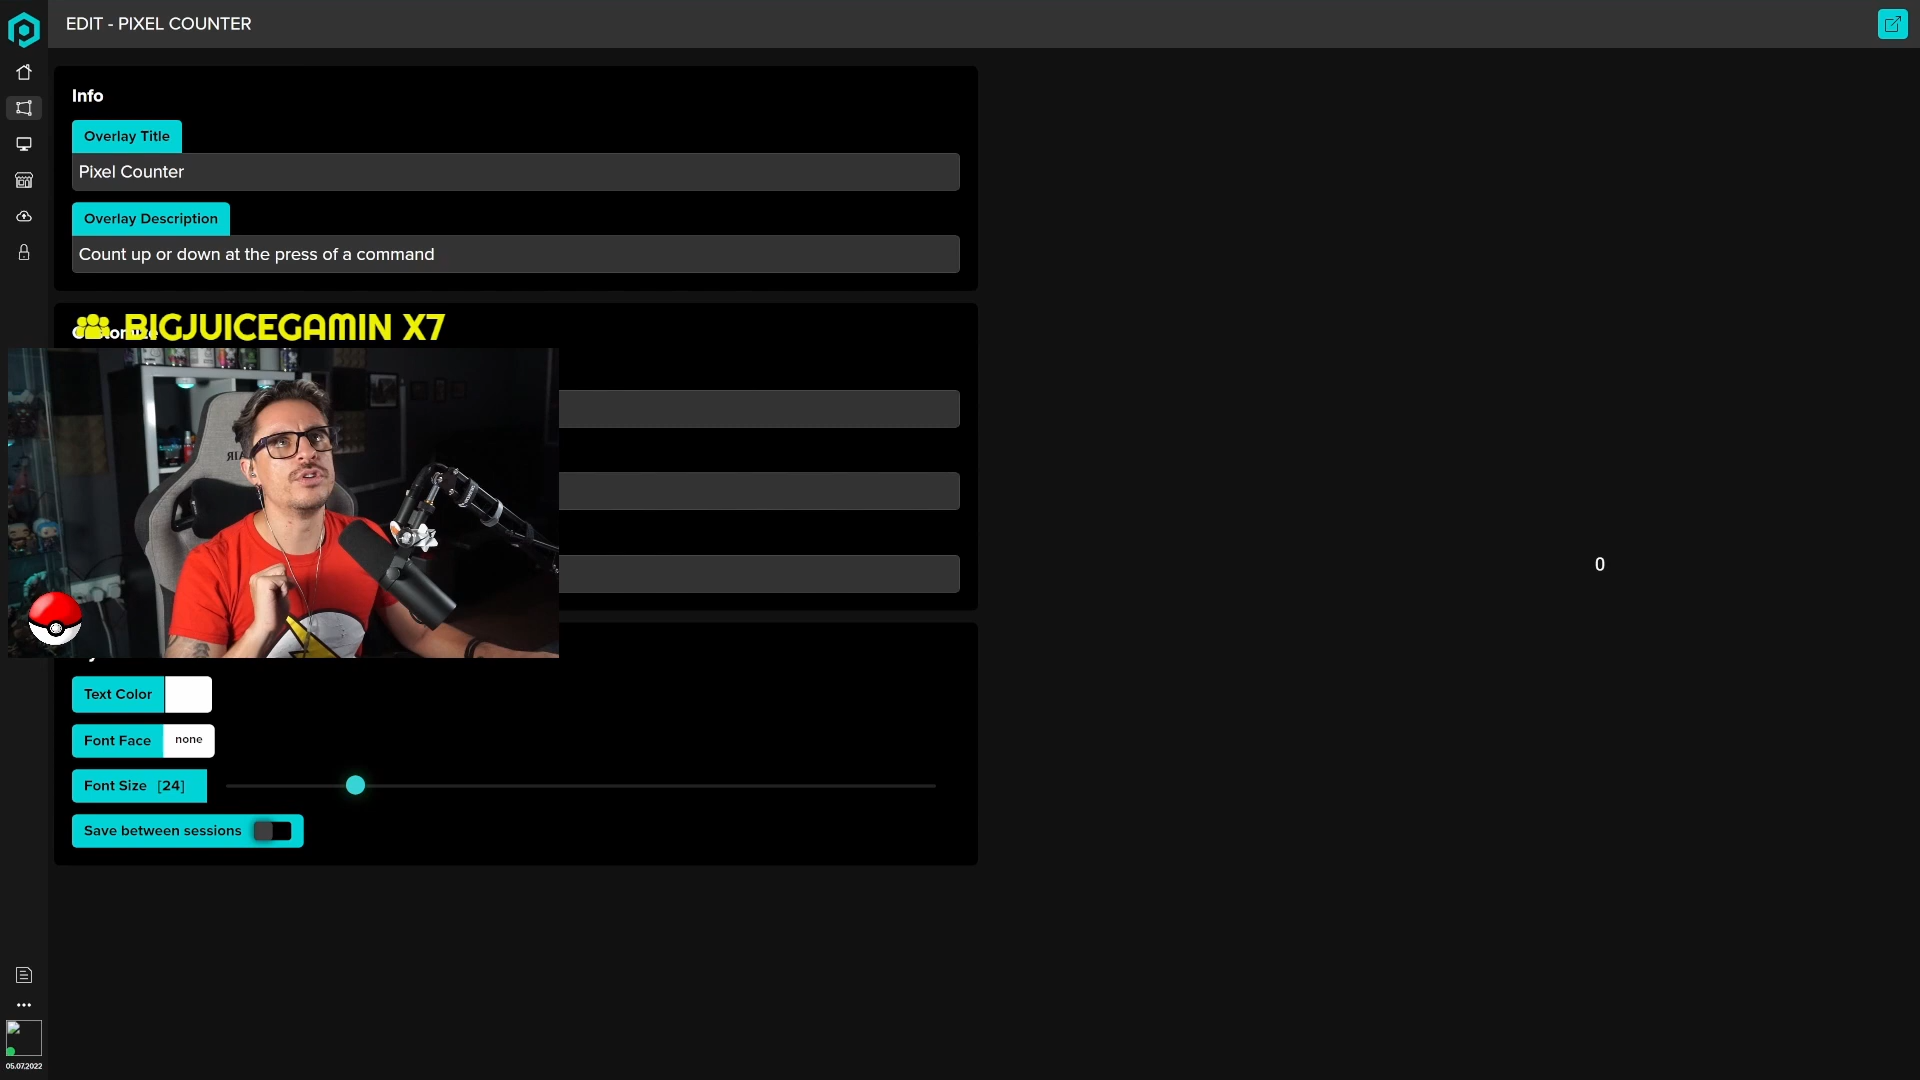 EDIT - PIXEL COUNTER
Info
Overlay Title
Pixel Counter
Overlay Description
Count up or down at the press of a command
BIGJUICEGAMIN X7
0
Text Color
Font Face none
Font Size [24]
Save between sessions
05.07.2022